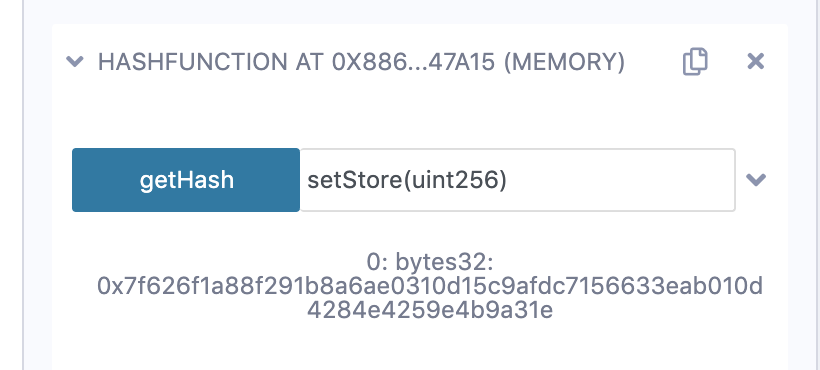 HASHFUNCTION AT 0X886...47A15 (MEMORY)
getHash setStore(uint256)
0: bytes32:
0x7f626f1a88f291b8a6ae0310d15c9afdc7156633eab010d
4284e4259e4b9a31e